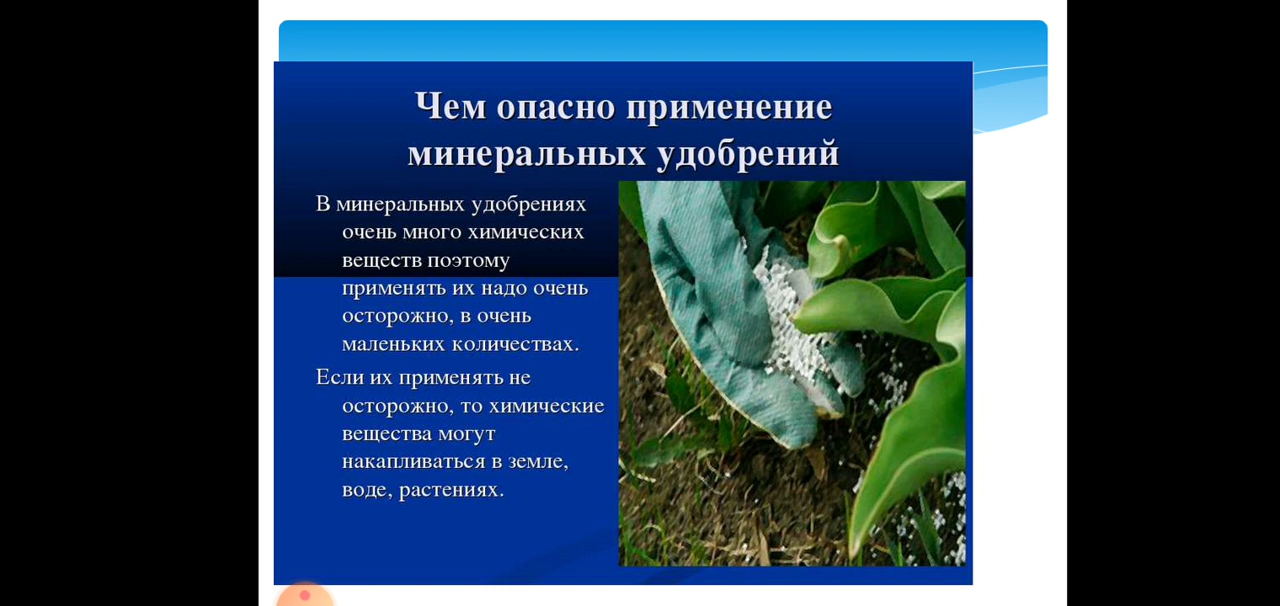 Чем опасно применение
минеральных удобрений
В минеральных удобрениях
очень много химических
веществ поэтому
применять их надо очень
осторожно, в очень
маленьких количествах.
Если их применять не
осторожно, то химические
вещества могут
накапливаться в земле,
воде, растениях.